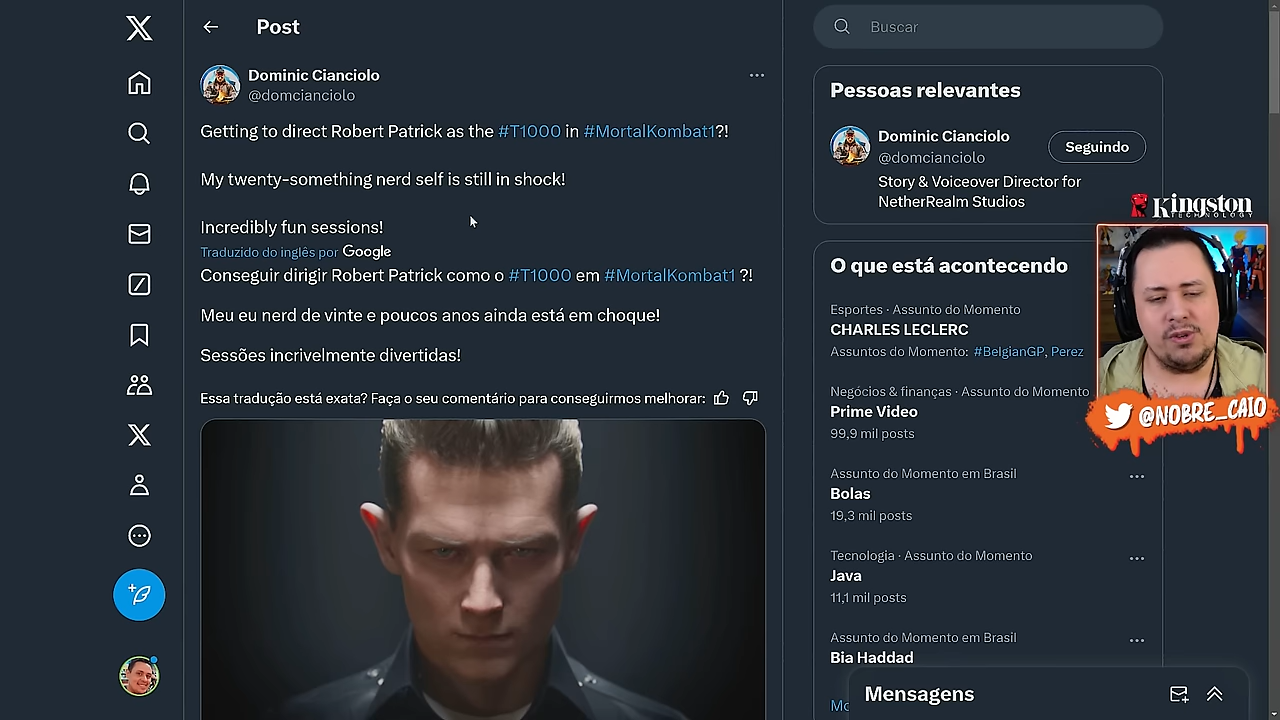 Post
Dominic Cianciolo
@domcianciolo
Getting to direct Robert Patrick as the #T1000 in #MortalKombat1?!
My twenty-something nerd self is still in shock!
Incredibly fun sessions!
Traduzido do inglês por Google
Conseguir dirigir Robert Patrick como o #T1000 em #MortalKombat1 ?!
Meu eu nerd de vinte e poucos anos ainda está em choque!
Sessões incrivelmente divertidas!
Essa tradução está exata? Faça o seu comentário para conseguirmos melhorar:
Buscar
Pessoas relevantes
Dominic Cianciolo
@domcianciolo
Seguindo
Story & Voiceover Director for
NetherRealm Studios
Kingston
TECHNOLOGY
@NOBRE_CAIO
O que está acontecendo
Esportes · Assunto do Momento
CHARLES LECLERC
Assuntos do Momento: #BelgianGP, Perez
Negócios & finanças · Assunto do Momento
Prime Video
99,9 mil posts
Assunto do Momento em Brasil
Bolas
19,3 mil posts
Tecnologia · Assunto do Momento
Java
11,1 mil posts
Assunto do Momento em Brasil
Bia Haddad
Mensagens